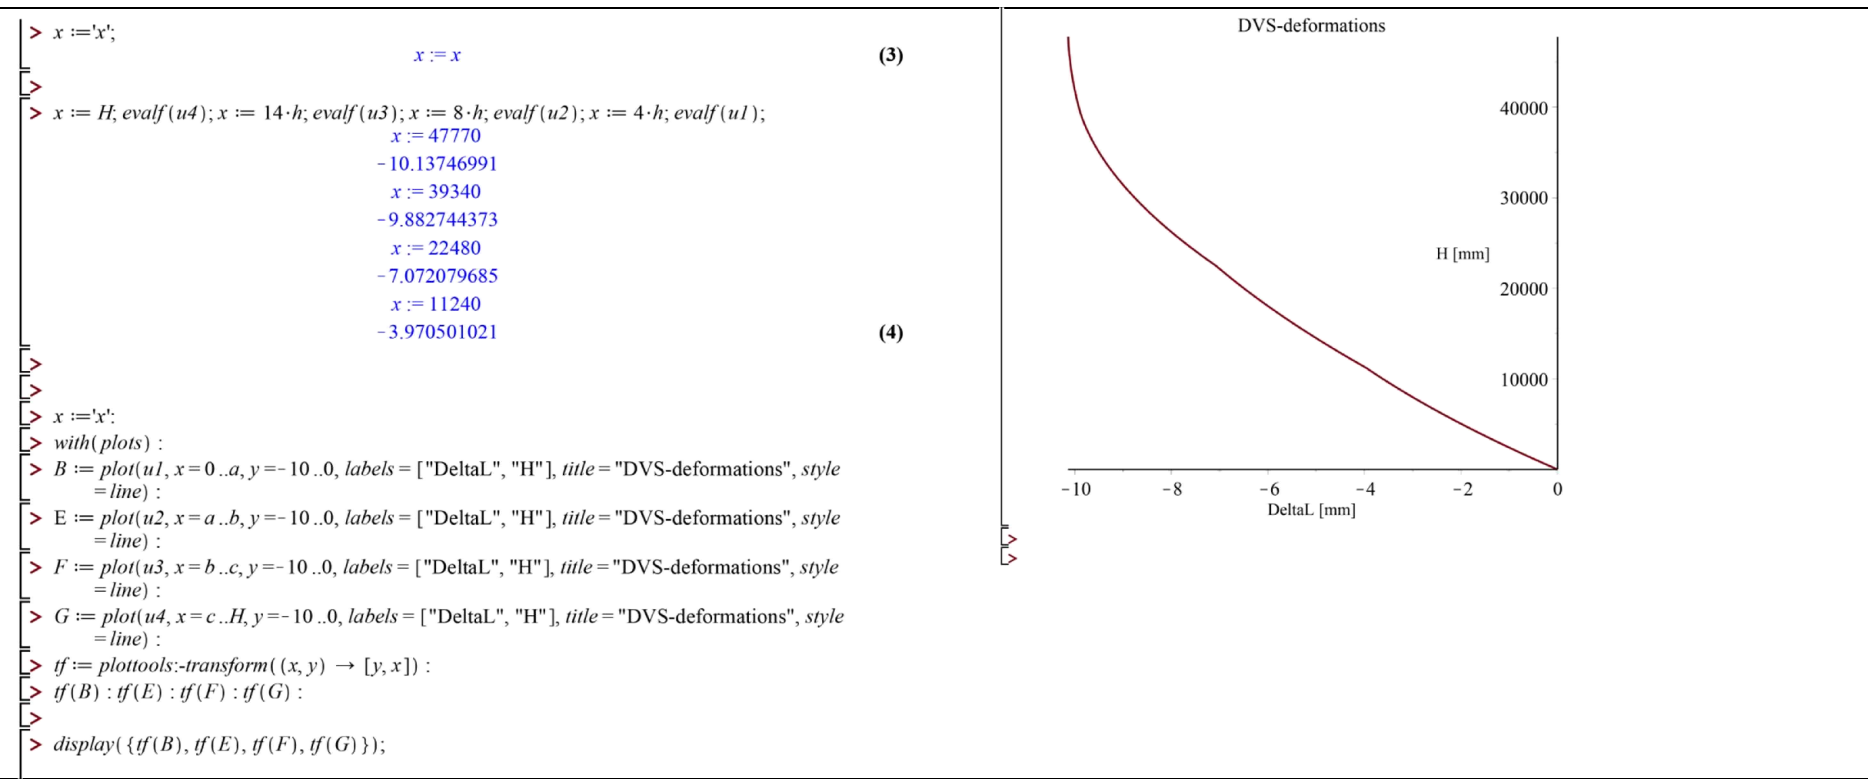 > x :='x';
x := x
(3)
>
> x := H; evalf(u4); x := 14·h; evalf(u3); x := 8·h; evalf(u2); x := 4·h; evalf(u1);
x := 47770
-10.13746991
x := 39340
-9.882744373
x := 22480
-7.072079685
x := 11240
-3.970501021
(4)
>
>
> x :='x':
> with(plots) :
> B := plot(u1, x=0..a, y=-10..0, labels = ["DeltaL", "H"], title = "DVS-deformations", style
=line) :
> E := plot(u2, x=a..b, y=-10..0, labels = ["DeltaL", "H"], title = "DVS-deformations", style
=line) :
> F := plot(u3, x=b..c, y=-10..0, labels = ["DeltaL", "H"], title = "DVS-deformations", style
=line) :
> G := plot(u4, x=c..H, y=-10..0, labels = ["DeltaL", "H"], title = "DVS-deformations", style
=line) :
> tf := plottools:-transform((x, y) → [y, x]) :
> tf(B) : tf(E) : tf(F) : tf(G) :
>
> display({tf(B), tf(E), tf(F), tf(G)});
DVS-deformations
40000
30000
H [mm]
20000
10000
-10 -8 -6 -4 -2 0
DeltaL [mm]
>
>